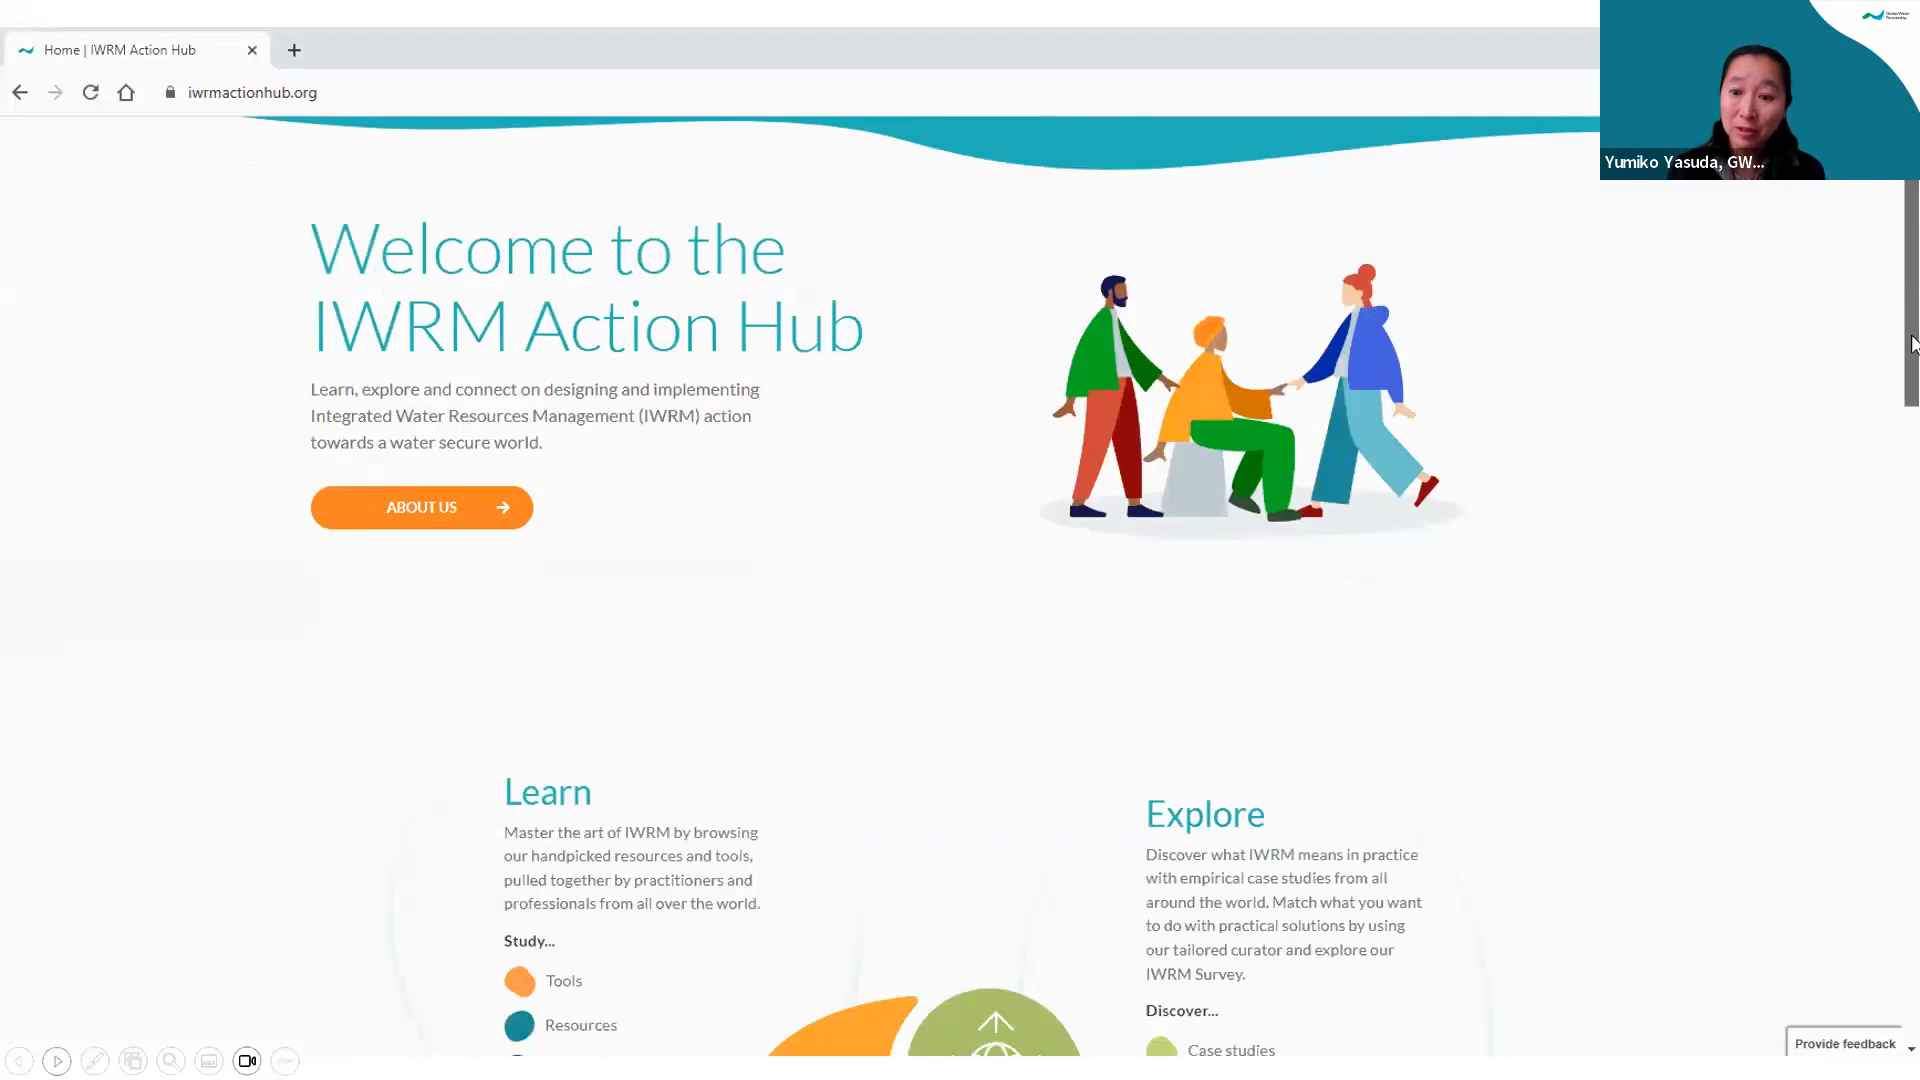 Home | IWRM Action Hub
iwrmactionhub.org
Global Water
Partnership
Yumiko Yasuda, GW...
Welcome to the
IWRM Action Hub
Learn, explore and connect on designing and implementing
Integrated Water Resources Management (IWRM) action
towards a water secure world.
ABOUT US
Learn
Master the art of IWRM by browsing
our handpicked resources and tools,
pulled together by practitioners and
professionals from all over the world.
Study...
Tools
Resources
Explore
Discover what IWRM means in practice
with empirical case studies from all
around the world. Match what you want
to do with practical solutions by using
our tailored curator and explore our
IWRM Survey.
Discover...
Case studies
Provide feedback